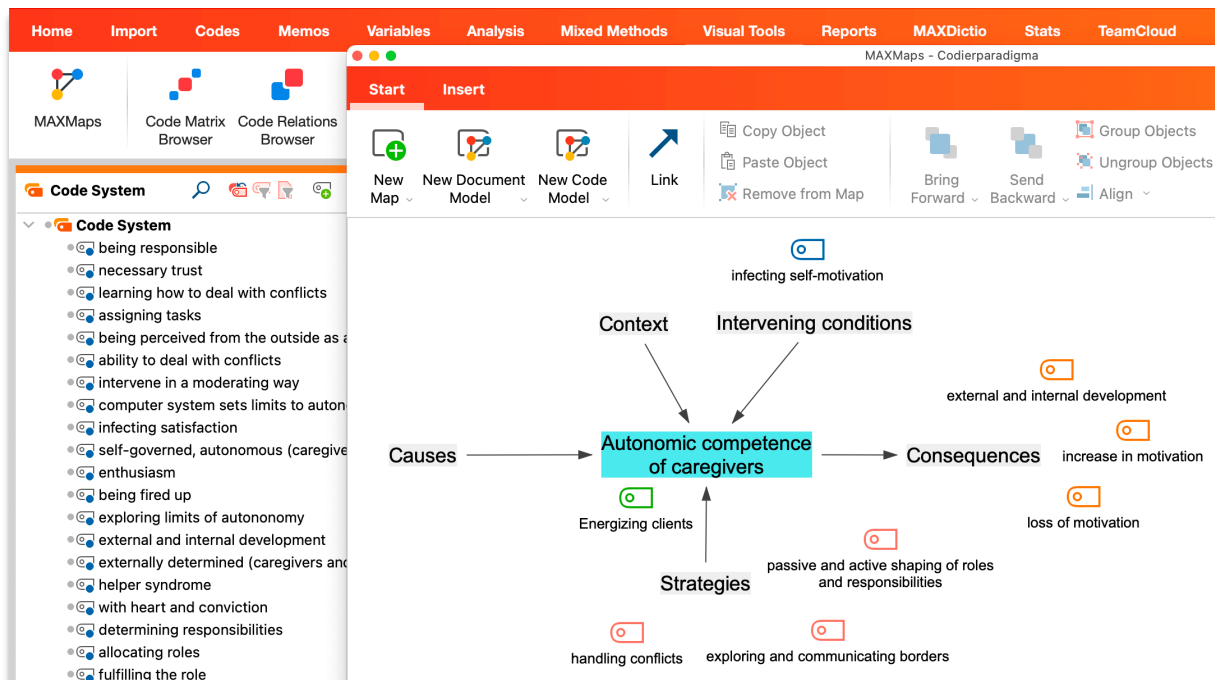 Home Import Codes Memos Variables Analysis Mixed Methods Visual Tools Reports MAXDictio Stats TeamCloud
MAXMaps
Code Matrix
Browser
Code Relations
Browser
MAXMaps - Codierparadigma
Start Insert
New
Map
New Document
Model
New Code
Model
Link
Copy Object
Paste Object
Remove from Map
Bring
Forward
Send
Backward
Group Objects
Ungroup Objects
Align
Code System
Code System
being responsible
necessary trust
learning how to deal with conflicts
assigning tasks
being perceived from the outside as a
ability to deal with conflicts
intervene in a moderating way
computer system sets limits to auton
infecting satisfaction
self-governed, autonomous (caregive
enthusiasm
being fired up
exploring limits of autononomy
external and internal development
externally determined (caregivers and
helper syndrome
with heart and conviction
determining responsibilities
allocating roles
fulfilling the role
infecting self-motivation
Context
Intervening conditions
external and internal development
Causes
Autonomic competence
of caregivers
Consequences
increase in motivation
Energizing clients
loss of motivation
Strategies
passive and active shaping of roles
and responsibilities
handling conflicts
exploring and communicating borders